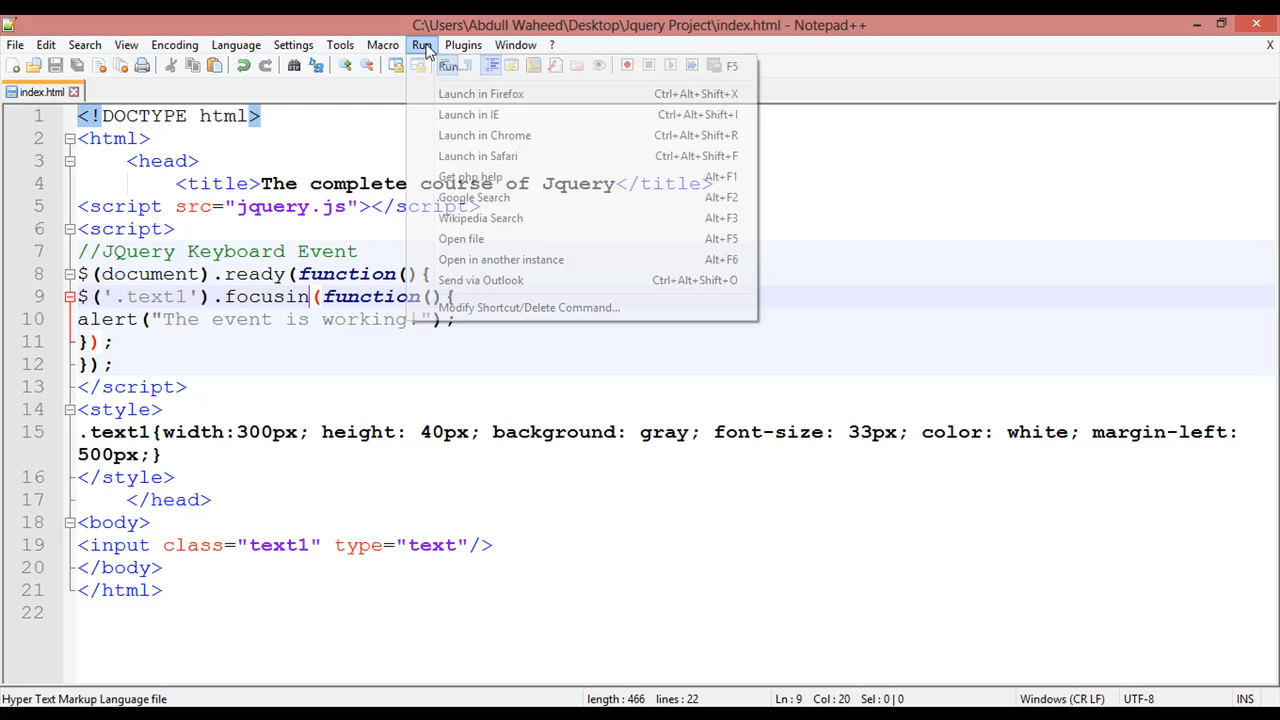 C:\Users\Abdull Waheed\Desktop\Jquery Project\index.html - Notepad++
File Edit Search View Encoding Language Settings Tools Macro Run Plugins Window ? X
Run... F5
index.html
Launch in Firefox Ctrl+Alt+Shift+X
Launch in IE Ctrl+Alt+Shift+I
Launch in Chrome Ctrl+Alt+Shift+R
Launch in Safari Ctrl+Alt+Shift+F
Get php help Alt+F1
Google Search Alt+F2
Wikipedia Search Alt+F3
Open file Alt+F5
Open in another instance Alt+F6
Send via Outlook Ctrl+Alt+Shift+O
Modify Shortcut/Delete Command...
1 <!DOCTYPE html>
2 <html>
3 <head>
4 <title>The complete course of Jquery</title>
5 <script src="jquery.js"></script>
6 <script>
7 //JQuery Keyboard Event
8 $(document).ready(function(){
9 $('.text1').focusin(function(){
10 alert("The event is working!");
11 });
12 });
13 </script>
14 <style>
15 .text1{width:300px; height: 40px; background: gray; font-size: 33px; color: white; margin-left:
500px;}
16 </style>
17 </head>
18 <body>
19 <input class="text1" type="text"/>
20 </body>
21 </html>
22
Hyper Text Markup Language file length : 466 lines : 22 Ln : 9 Col : 20 Sel : 0 | 0 Windows (CR LF) UTF-8 INS